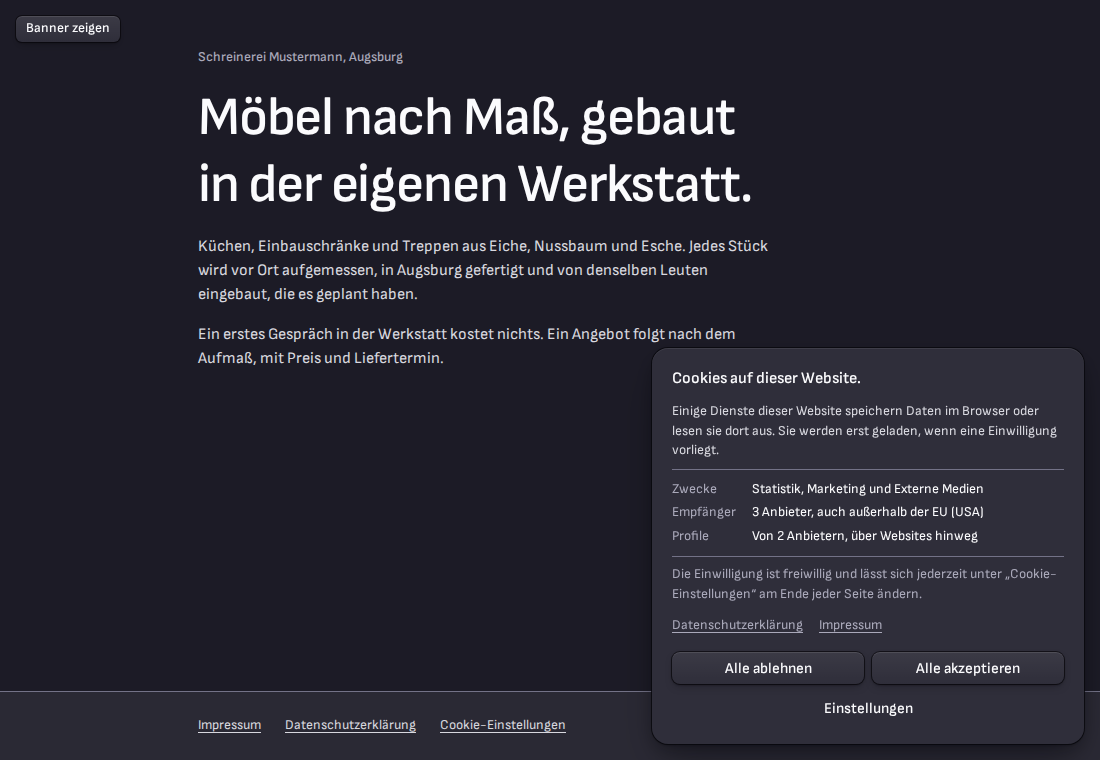 Banner zeigen
Schreinerei Mustermann, Augsburg
Möbel nach Maß, gebaut
in der eigenen Werkstatt.
Küchen, Einbauschränke und Treppen aus Eiche, Nussbaum und Esche. Jedes Stück
wird vor Ort aufgemessen, in Augsburg gefertigt und von denselben Leuten
eingebaut, die es geplant haben.
Ein erstes Gespräch in der Werkstatt kostet nichts. Ein Angebot folgt nach dem
Aufmaß, mit Preis und Liefertermin.
Cookies auf dieser Website.
Einige Dienste dieser Website speichern Daten im Browser oder
lesen sie dort aus. Sie werden erst geladen, wenn eine Einwilligung
vorliegt.
Zwecke Statistik, Marketing und Externe Medien
Empfänger 3 Anbieter, auch außerhalb der EU (USA)
Profile Von 2 Anbietern, über Websites hinweg
Die Einwilligung ist freiwillig und lässt sich jederzeit unter „Cookie-
Einstellungen“ am Ende jeder Seite ändern.
Datenschutzerklärung Impressum
Alle ablehnen Alle akzeptieren
Einstellungen
Impressum Datenschutzerklärung Cookie-Einstellungen